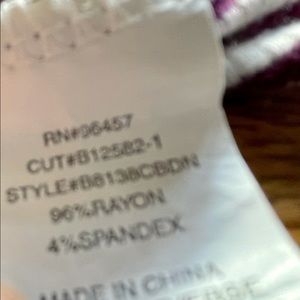 RN#96457
CUT#B12582-1
STYLE#B8138CBDN
96%RAYON
4%SPANDEX
MADE IN CHINA